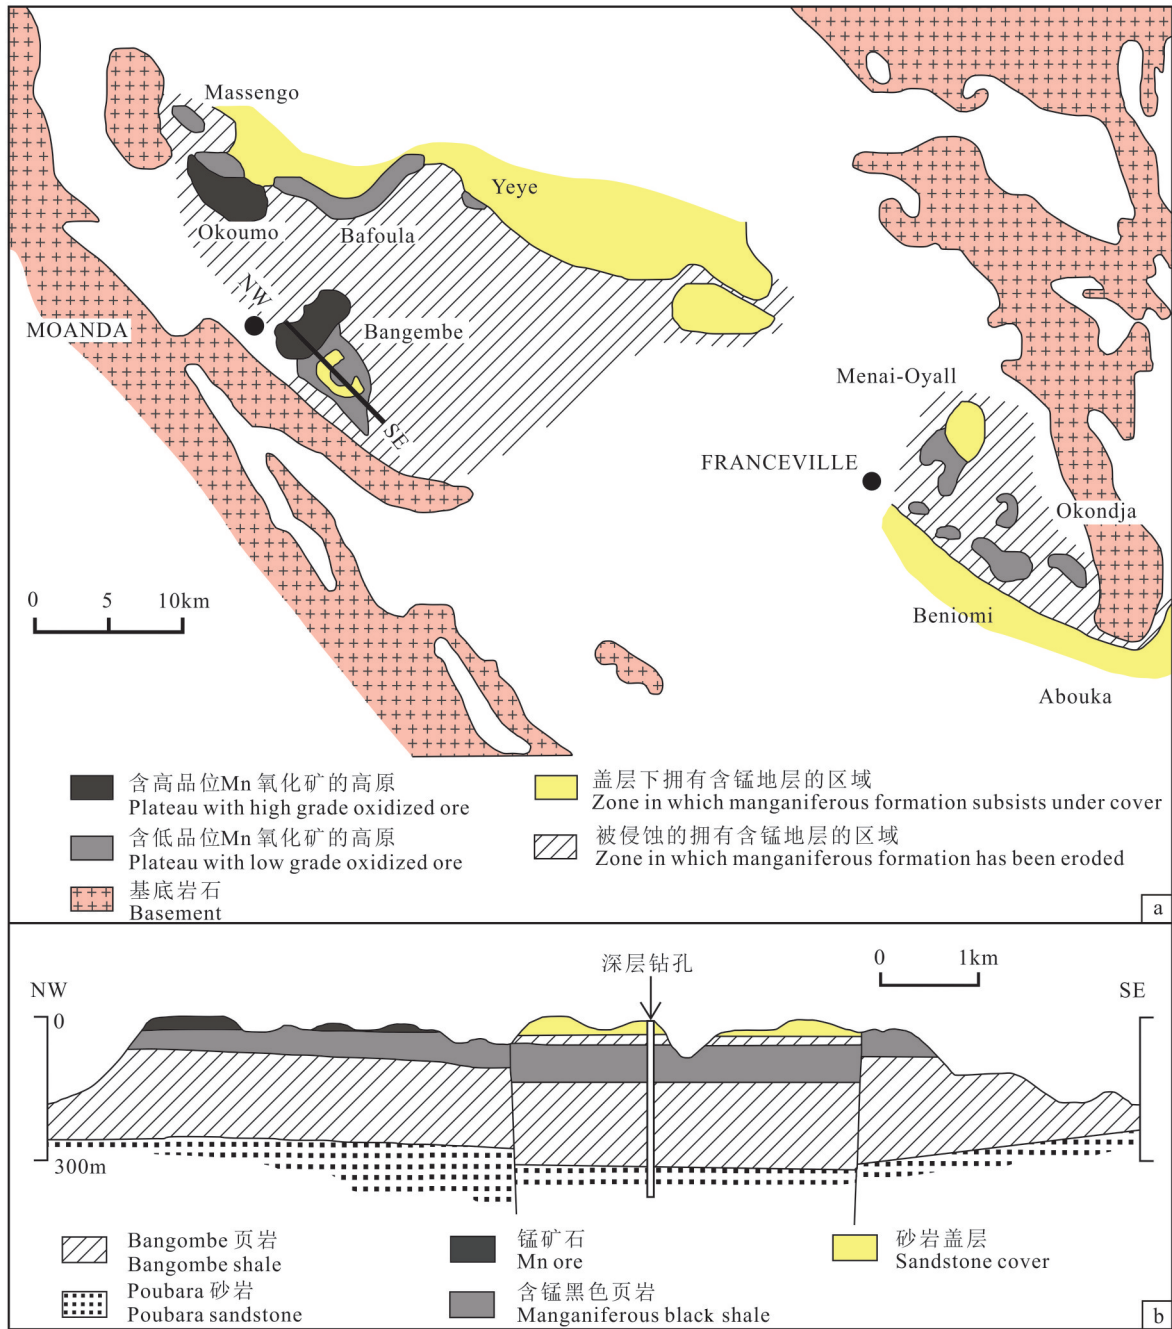 Massengo
Yeye
Okoumo
Bafoula
NW
MOANDA
Bangembe
SE
Menai-Oyall
FRANCEVILLE
Okondja
Beniomi
Abouka
0 5 10km
含高品位Mn 氧化矿的高原
Plateau with high grade oxidized ore
含低品位Mn 氧化矿的高原
Plateau with low grade oxidized ore
基底岩石
Basement
盖层下拥有含锰地层的区域
Zone in which manganiferous formation subsists under cover
被侵蚀的拥有含锰地层的区域
Zone in which manganiferous formation has been eroded
a
深层钻孔
0 1km
NW
SE
0
300m
Bangombe 页岩
Bangombe shale
Poubara 砂岩
Poubara sandstone
锰矿石
Mn ore
含锰黑色页岩
Manganiferous black shale
砂岩盖层
Sandstone cover
b